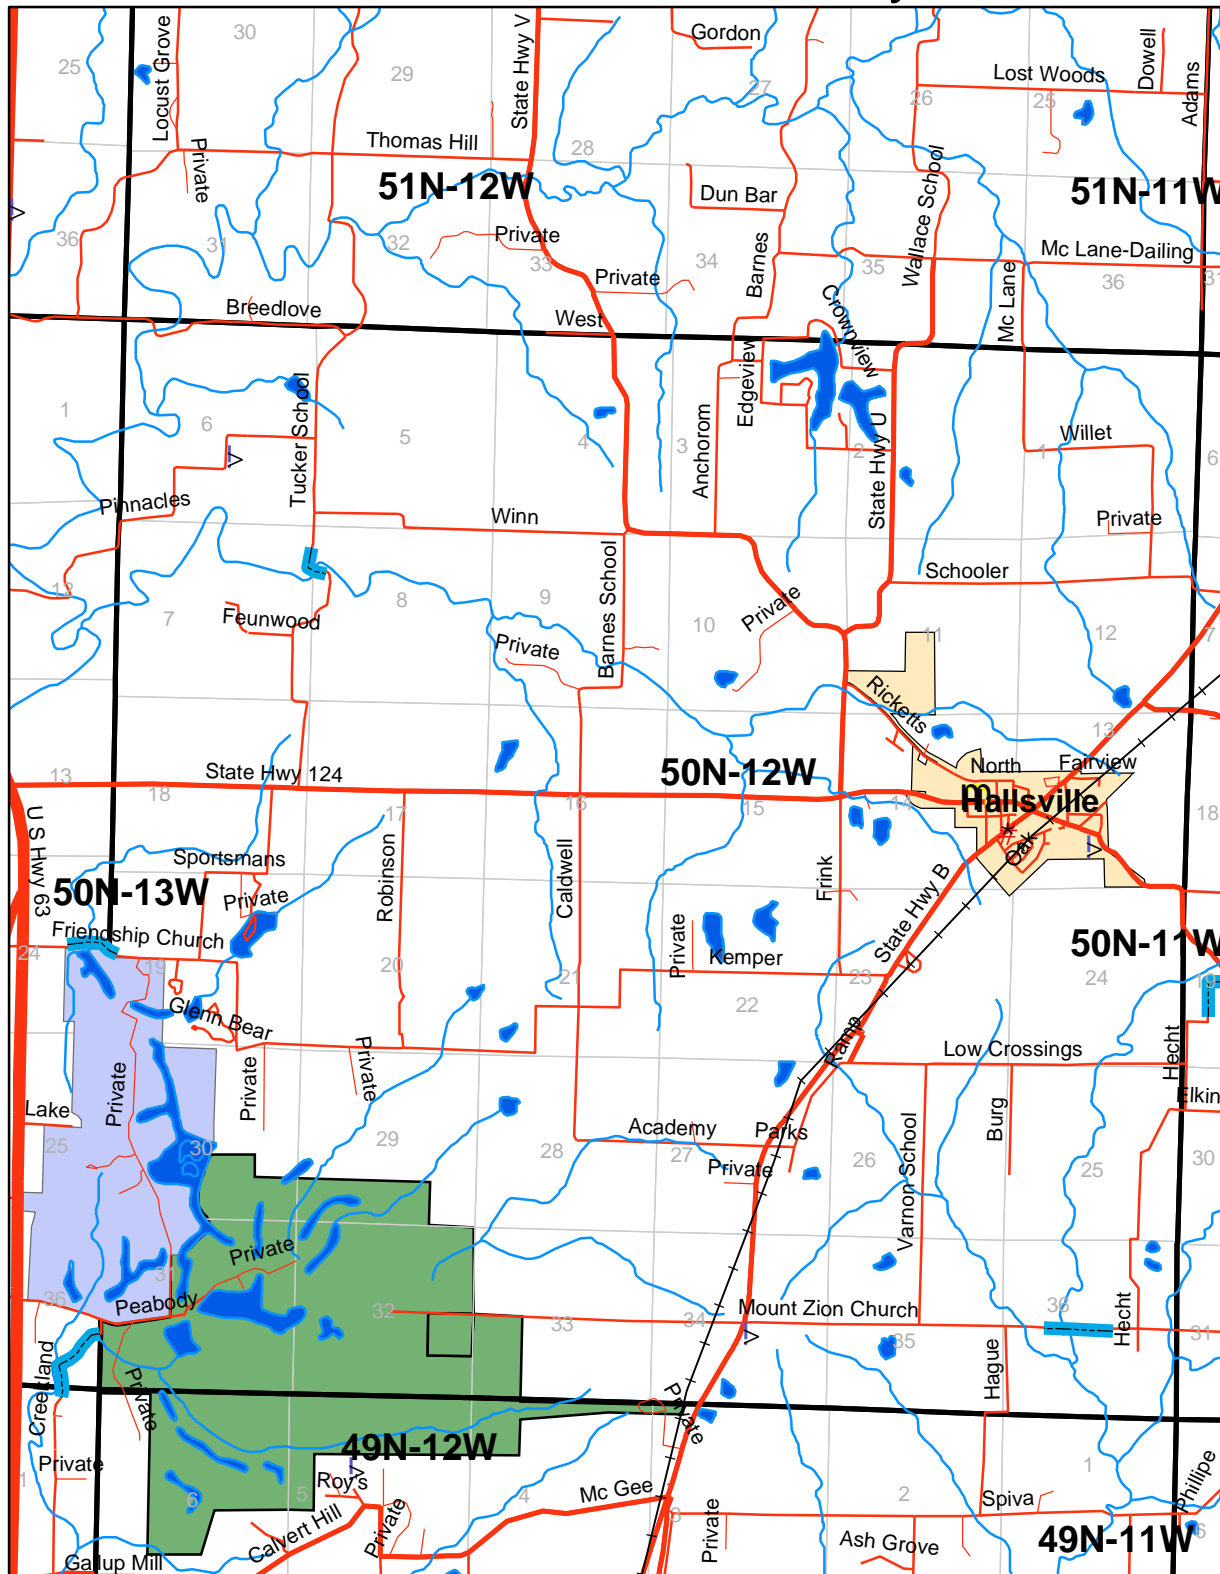 Locust Grove
30
29
State Hwy V
Gordon
27
Lost Woods
Dowell
Adams
25
26
25
Thomas Hill
28
Private
51N-12W
Dun Bar
Wallace School
51N-11W
36
31
32
Private
33
34
Barnes
35
Mc Lane-Dailing
36
31
Private
Mc Lane
Breedlove
West
Crownview
Edgeview
1
6
Tucker School
5
4
3
Anchorom
2
State Hwy U
Willet
1
6
Pinnacles
Winn
Private
Schooler
12
7
Feunwood
8
9
Barnes School
10
Private
Private
11
12
7
Ricketts
13
13
18
State Hwy 124
17
16
50N-12W
15
14
North
Fairview
m
Hallsville
18
U S Hwy 63
Sportsmans
50N-13W
Private
Robinson
Caldwell
Frink
Oak
State Hwy B
Friendship Church
24
19
20
21
Private
Kemper
22
23
24
50N-11W
19
Glenn Bear
Private
Private
Private
Ramp
Low Crossings
Hecht
Lake
25
30
29
28
Academy
27
Parks
Private
26
Varnon School
Burg
25
Elkin
30
Private
31
36
Peabody
32
33
34
Mount Zion Church
35
36
Hecht
31
Creekland
Private
Hague
Private
49N-12W
Private
1
6
5
Roy's
4
Mc Gee
3
Private
2
Spiva
1
Phillipe
6
Calvert Hill
Private
Ash Grove
49N-11W
Gallup Mill